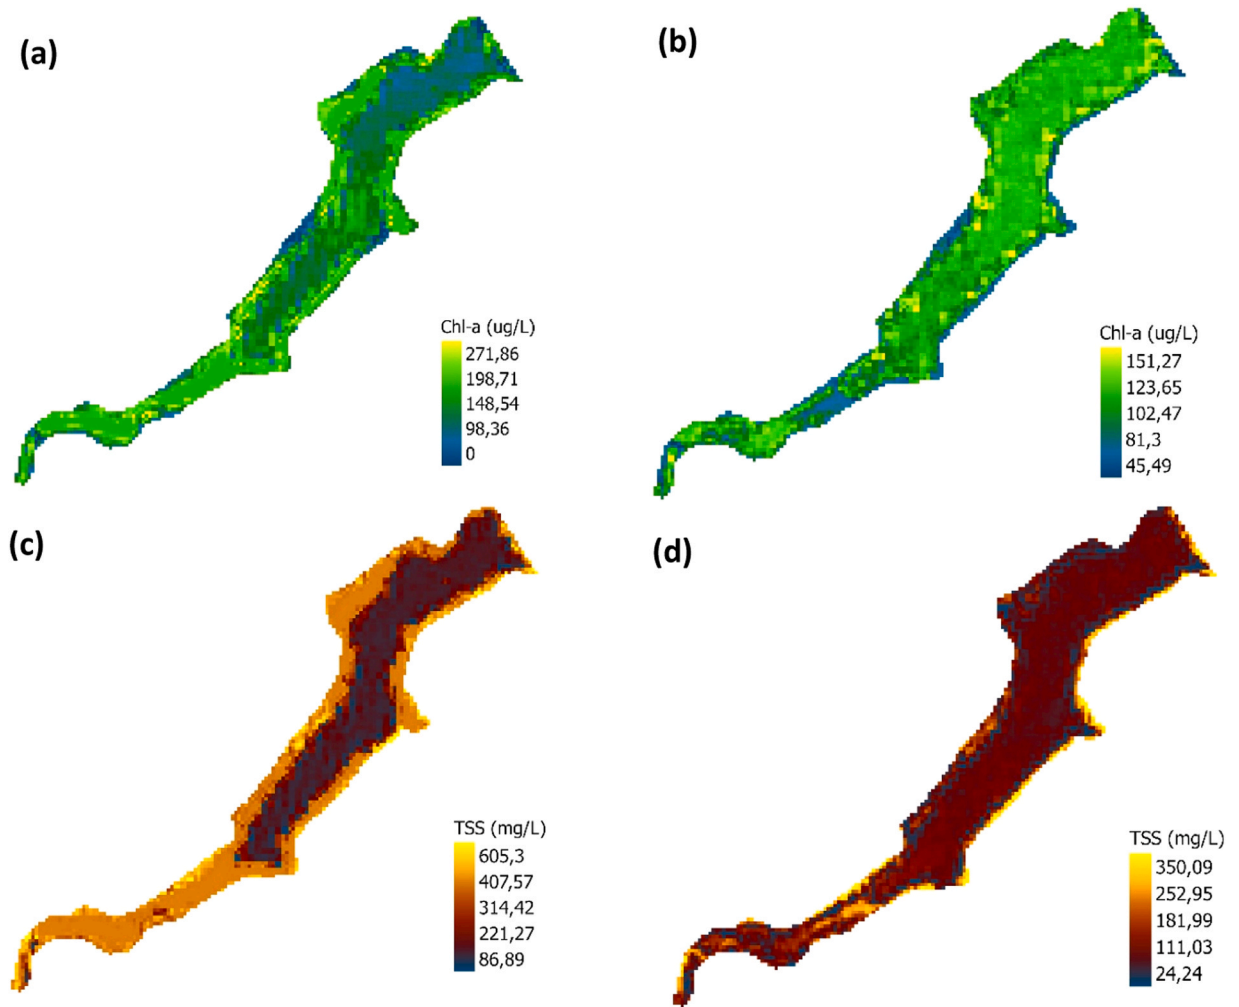 (a)
(b)
Chl-a (ug/L)
271,86
198,71
148,54
98,36
0
Chl-a (ug/L)
151,27
123,65
102,47
81,3
45,49
(c)
(d)
TSS (mg/L)
605,3
407,57
314,42
221,27
86,89
TSS (mg/L)
350,09
252,95
181,99
111,03
24,24